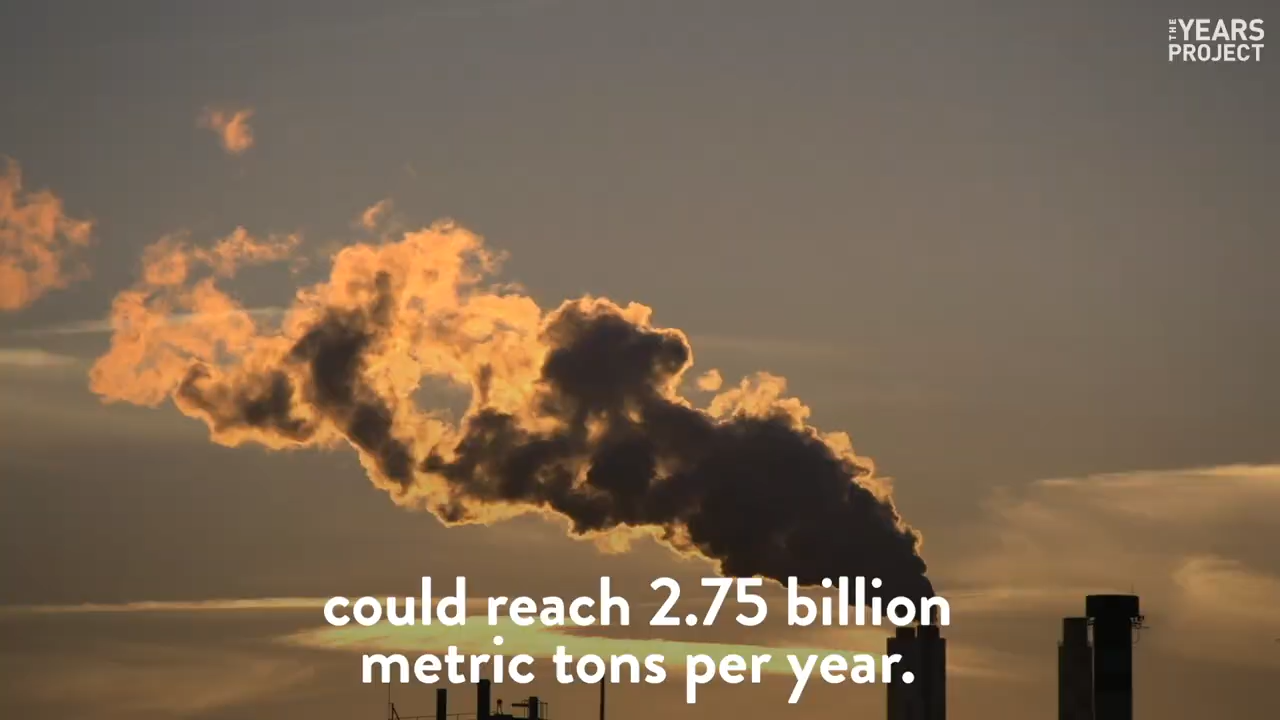 THE YEARS
PROJECT
could reach 2.75 billion
metric tons per year.